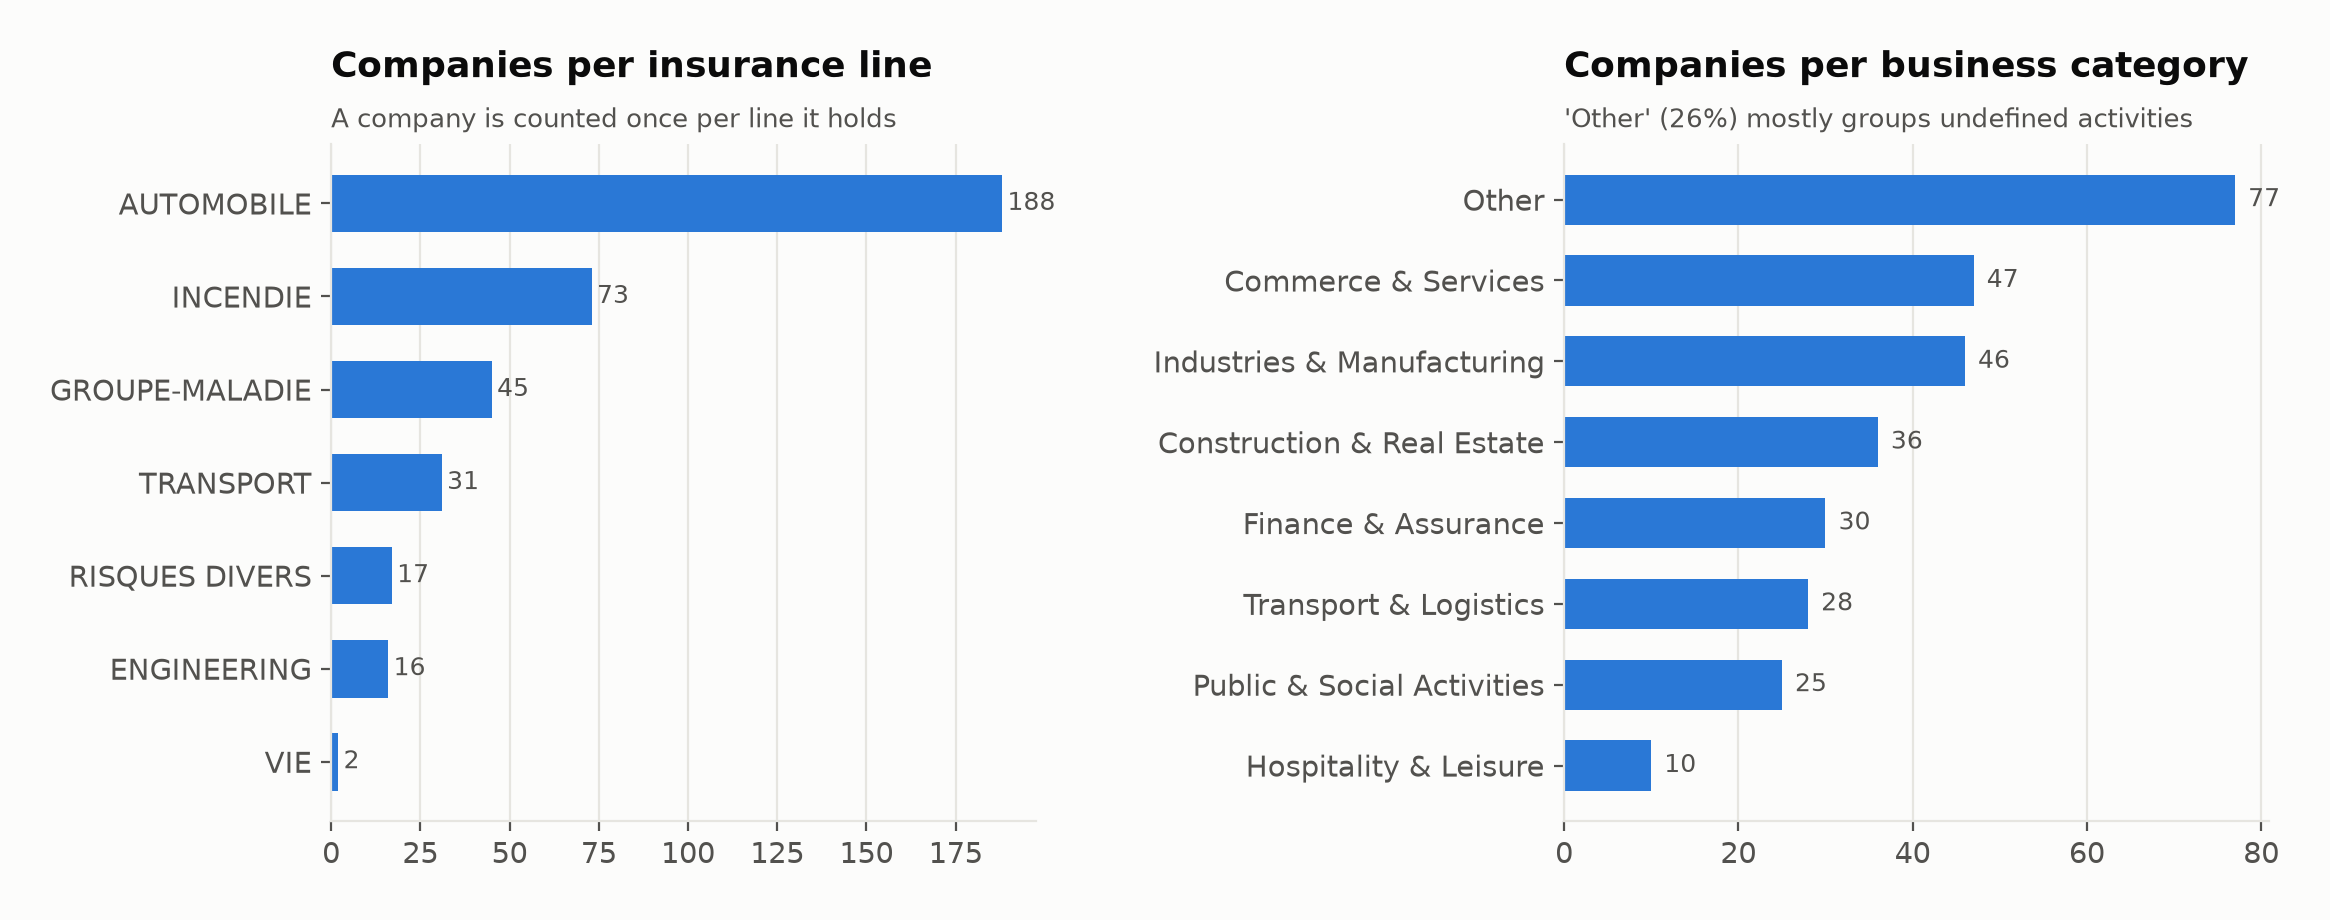 Companies per insurance line
A company is counted once per line it holds
AUTOMOBILE 188
INCENDIE 73
GROUPE-MALADIE 45
TRANSPORT 31
RISQUES DIVERS 17
ENGINEERING 16
VIE 2
0 25 50 75 100 125 150 175
Companies per business category
'Other' (26%) mostly groups undefined activities
Other 77
Commerce & Services 47
Industries & Manufacturing 46
Construction & Real Estate 36
Finance & Assurance 30
Transport & Logistics 28
Public & Social Activities 25
Hospitality & Leisure 10
0 20 40 60 80